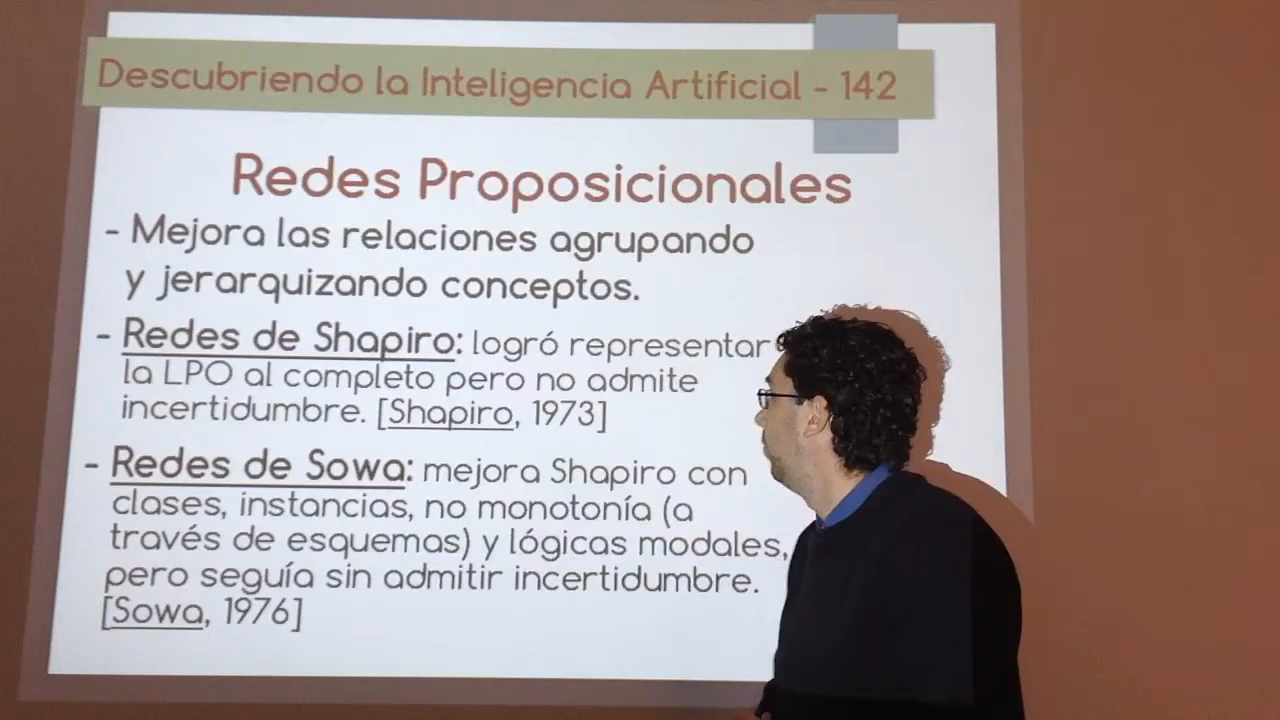 Descubriendo la Inteligencia Artificial - 142
Redes Proposicionales
- Mejora las relaciones agrupando
y jerarquizando conceptos.
- Redes de Shapiro: logró representar
la LPO al completo pero no admite
incertidumbre. [Shapiro, 1973]
- Redes de Sowa: mejora Shapiro con
clases, instancias, no monotonía (a
través de esquemas) y lógicas modales,
pero seguía sin admitir incertidumbre.
[Sowa, 1976]